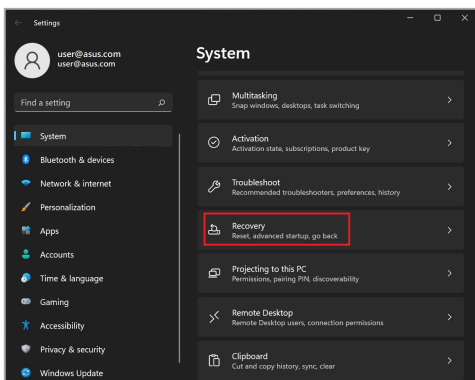 Settings
user@asus.com
user@asus.com
Find a setting
System
Bluetooth & devices
Network & internet
Personalization
Apps
Accounts
Time & language
Gaming
Accessibility
Privacy & security
Windows Update
System
Multitasking
Snap windows, desktops, task switching
Activation
Activation state, subscriptions, product key
Troubleshoot
Recommended troubleshooters, preferences, history
Recovery
Reset, advanced startup, go back
Projecting to this PC
Permissions, pairing PIN, discoverability
Remote Desktop
Remote Desktop users, connection permissions
Clipboard
Cut and copy history, sync, clear